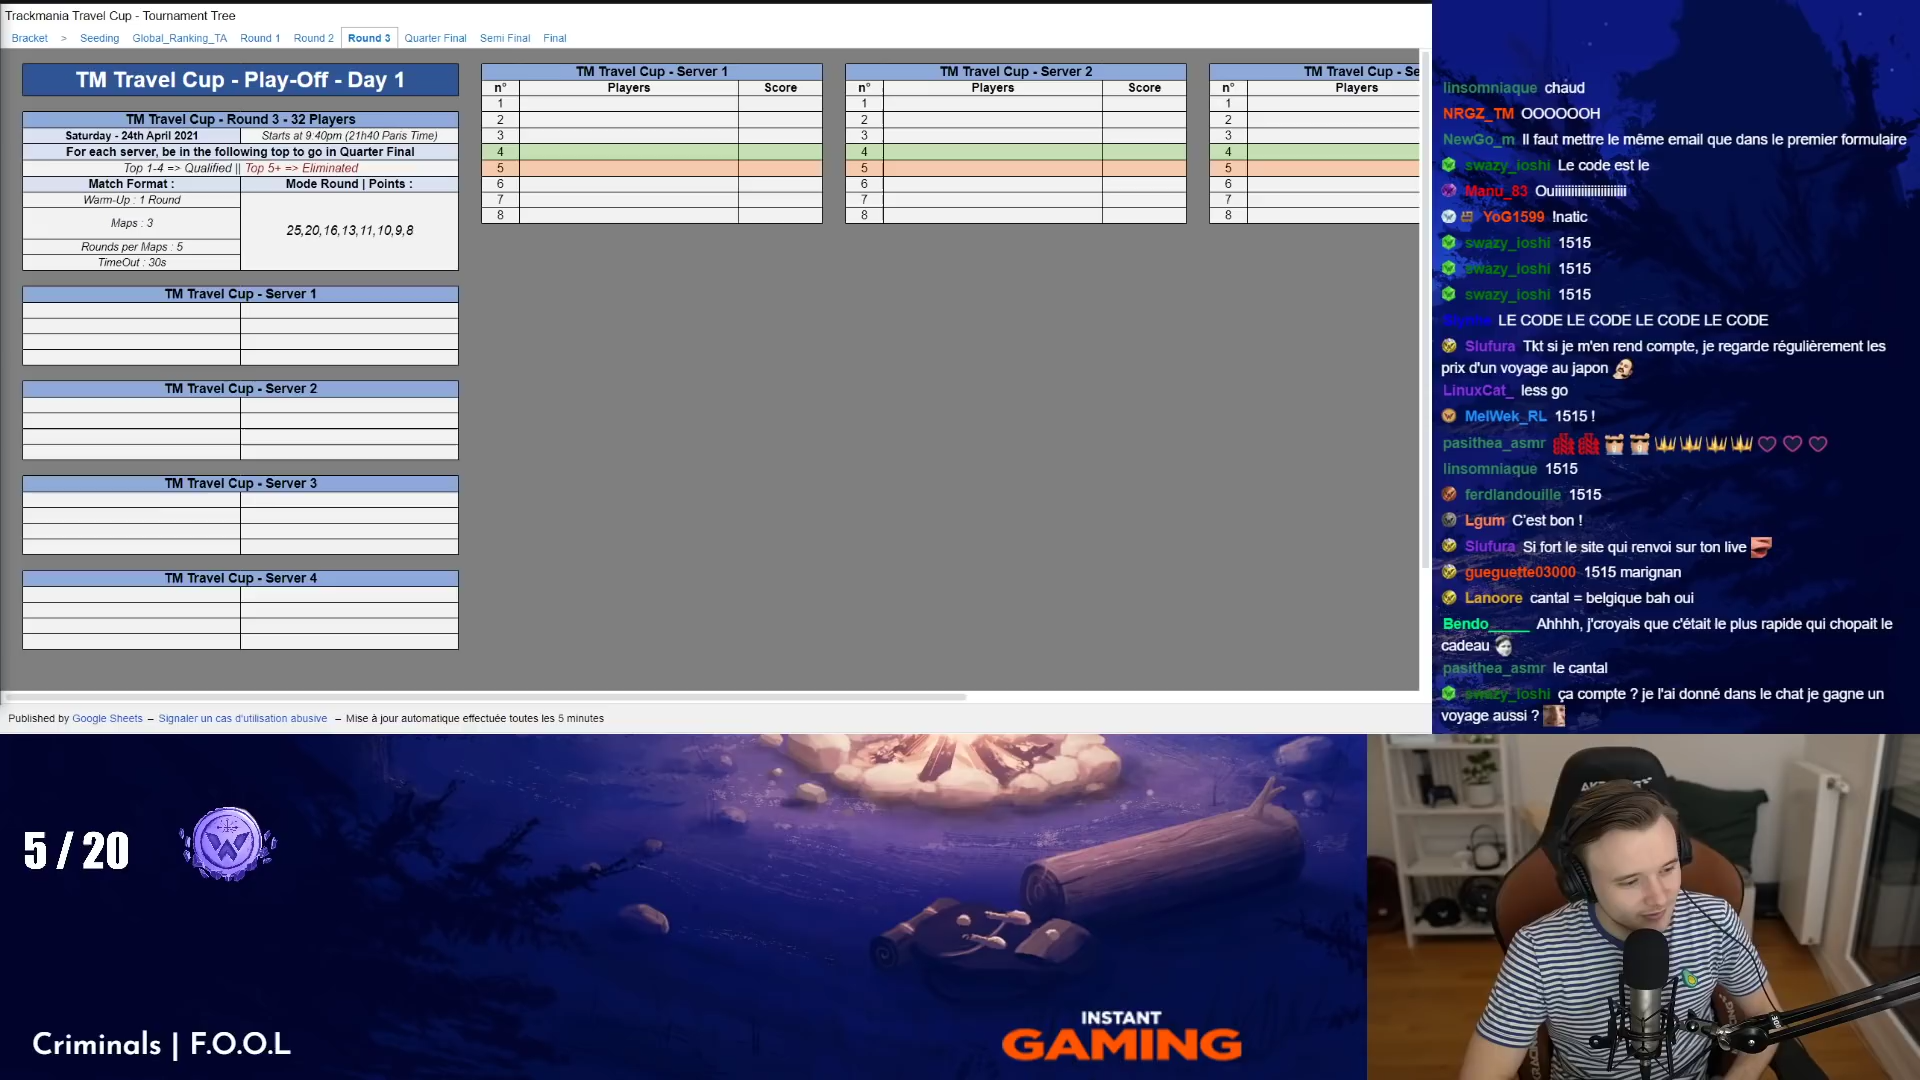 Trackmania Travel Cup - Tournament Tree
Bracket > Seeding Global_Ranking_TA Round 1 Round 2 Round 3 Quarter Final Semi Final Final
TM Travel Cup - Play-Off - Day 1
TM Travel Cup - Round 3 - 32 Players
Saturday - 24th April 2021 Starts at 9:40pm (21h40 Paris Time)
For each server, be in the following top to go in Quarter Final
Top 1-4 => Qualified || Top 5+ => Eliminated
Match Format : Mode Round | Points :
Warm-Up : 1 Round
Maps : 3
25,20,16,13,11,10,9,8
Rounds per Maps : 5
TimeOut : 30s
TM Travel Cup - Server 1
TM Travel Cup - Server 2
TM Travel Cup - Server 3
TM Travel Cup - Server 4
TM Travel Cup - Server 1
n° Players Score
1
2
3
4
5
6
7
8
TM Travel Cup - Server 2
n° Players Score
1
2
3
4
5
6
7
8
TM Travel Cup - Se
n° Players
1
2
3
4
5
6
7
8
Published by Google Sheets – Signaler un cas d'utilisation abusive – Mise à jour automatique effectuée toutes les 5 minutes
linsomniaque chaud
NRGZ_TM OOOOOOH
NewGo_m Il faut mettre le même email que dans le premier formulaire
swazy_ioshi Le code est le
Manu_83 Ouiiiiiiiiiiiiiiiiiiiiii
YoG1599 !natic
swazy_ioshi 1515
swazy_ioshi 1515
swazy_ioshi 1515
LE CODE LE CODE LE CODE LE CODE
Slufura Tkt si je m'en rend compte, je regarde régulièrement les
prix d'un voyage au japon
LinuxCat_ less go
MelWek_RL 1515 !
pasithea_asmr
linsomniaque 1515
ferdlandouille 1515
Lgum C'est bon !
Slufura Si fort le site qui renvoi sur ton live
gueguette03000 1515 marignan
Lanoore cantal = belgique bah oui
Bendo_____ Ahhhh, j'croyais que c'était le plus rapide qui chopait le
cadeau
pasithea_asmr le cantal
swazy_ioshi ça compte ? je l'ai donné dans le chat je gagne un
voyage aussi ?
5 / 20
Criminals | F.O.O.L
INSTANT
GAMING